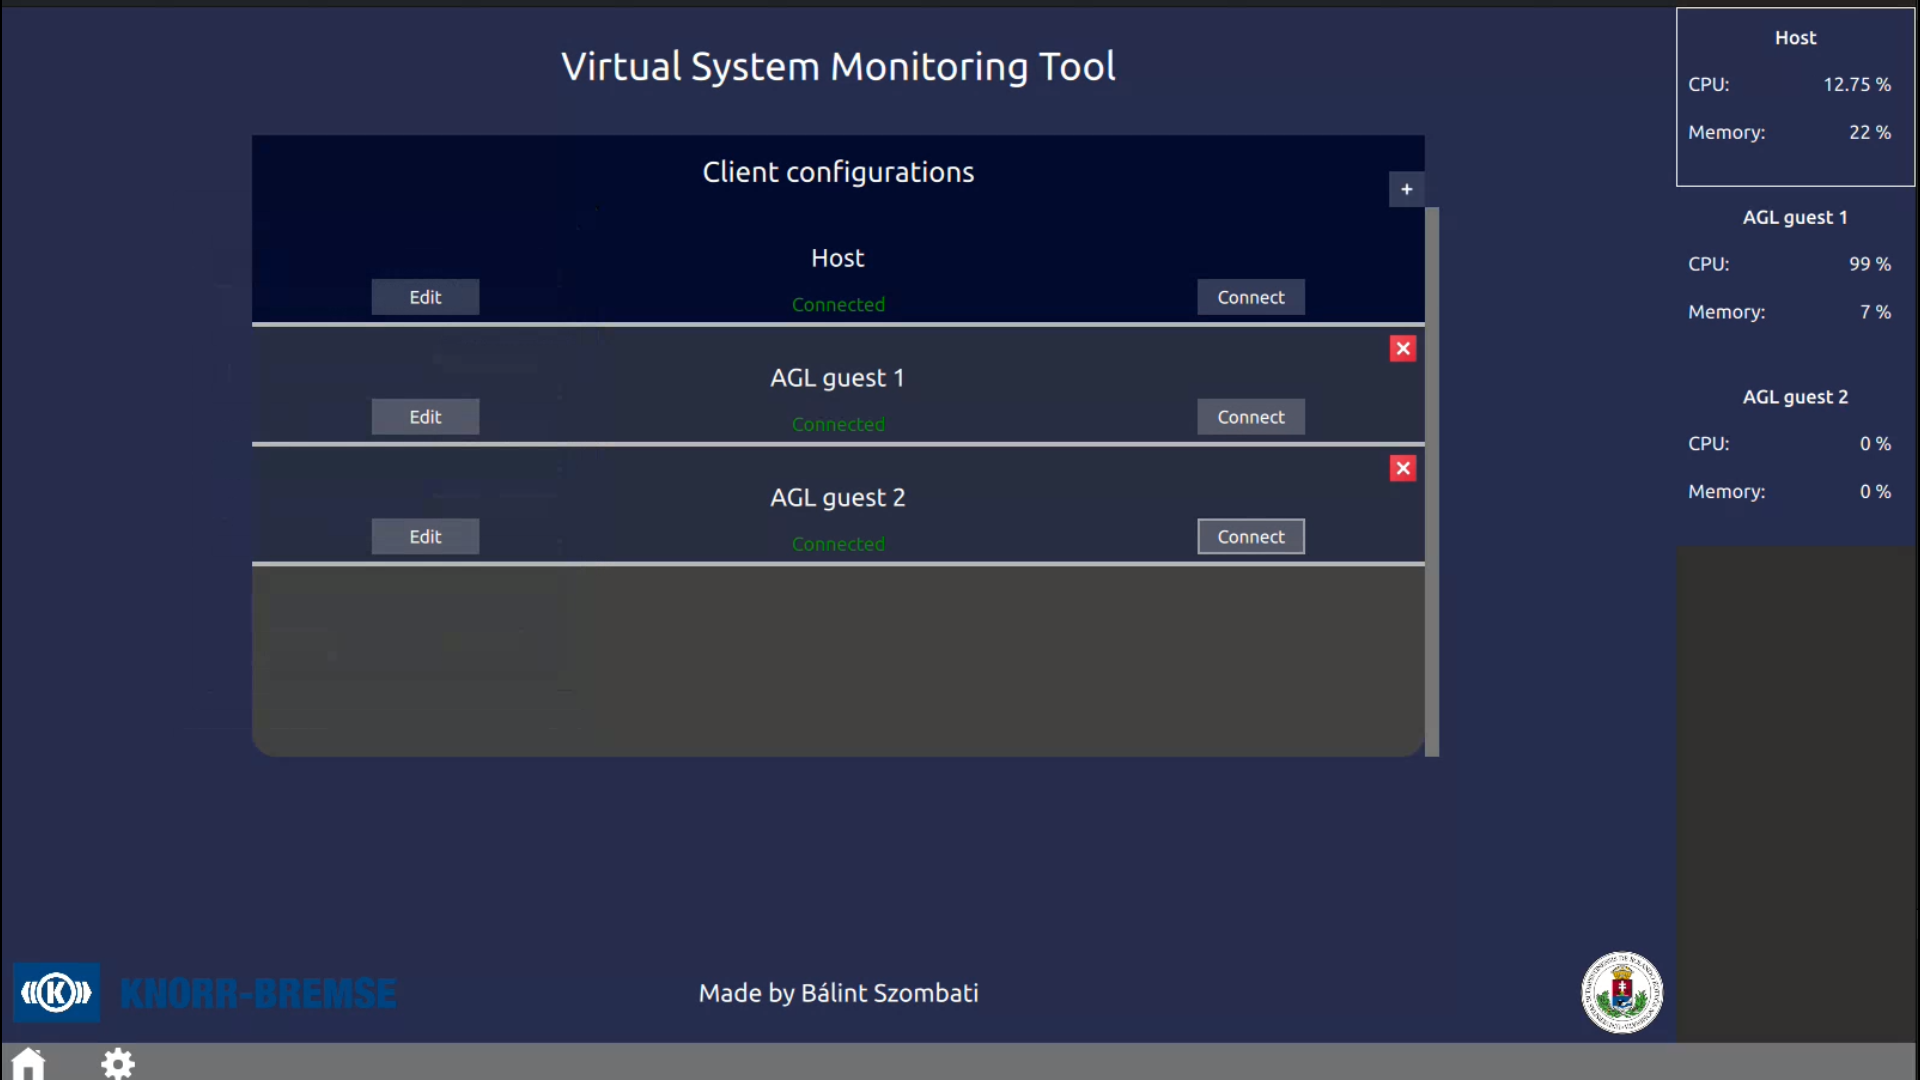 Virtual System Monitoring Tool
Client configurations
+
Host
Edit
Connected
Connect
AGL guest 1
Edit
Connected
Connect
AGL guest 2
Edit
Connected
Connect
Host
CPU: 12.75 %
Memory: 22 %
AGL guest 1
CPU: 99 %
Memory: 7 %
AGL guest 2
CPU: 0 %
Memory: 0 %
K
KNORR-BREMSE
Made by Bálint Szombati